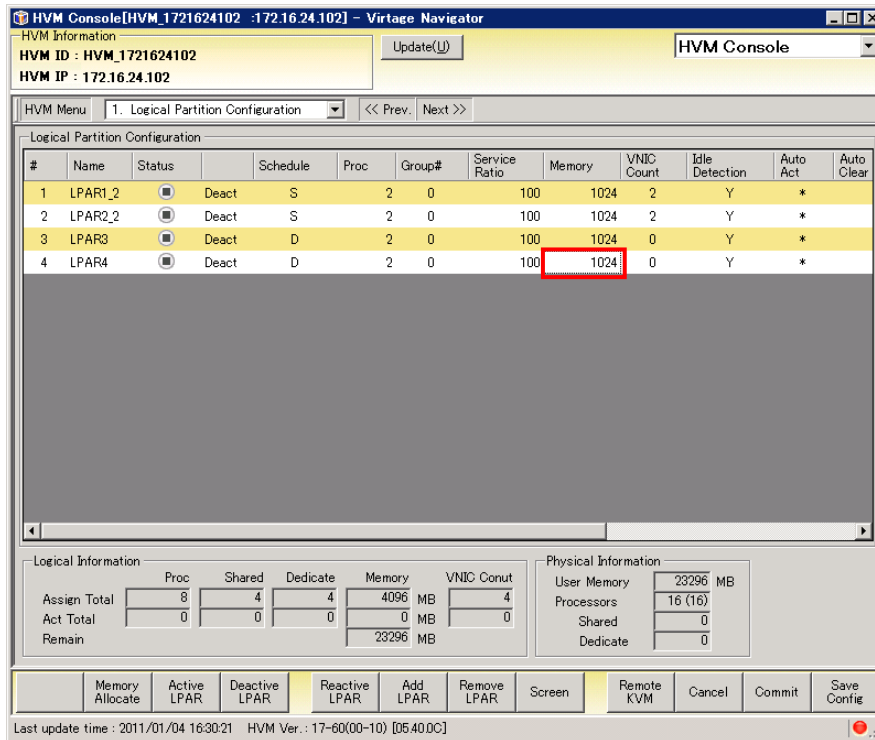 HVM Console[HVM_1721624102 :172.16.24.102] - Virtage Navigator
HVM Information
HVM ID : HVM_1721624102
HVM IP : 172.16.24.102
Update(U)
HVM Console
HVM Menu 1. Logical Partition Configuration << Prev. Next >>
Logical Partition Configuration
# Name Status Schedule Proc Group# Service Ratio Memory VNIC Count Idle Detection Auto Act Auto Clear
1 LPAR1_2 Deact S 2 0 100 1024 2 Y *
2 LPAR2_2 Deact S 2 0 100 1024 2 Y *
3 LPAR3 Deact D 2 0 100 1024 0 Y *
4 LPAR4 Deact D 2 0 100 1024 0 Y *
Logical Information
Proc Shared Dedicate Memory VNIC Conut
Assign Total 8 4 4 4096 MB 4
Act Total 0 0 0 0 MB 0
Remain 23296 MB
Physical Information
User Memory 23296 MB
Processors 16 (16)
Shared 0
Dedicate 0
Memory Allocate Active LPAR Deactive LPAR Reactive LPAR Add LPAR Remove LPAR Screen Remote KVM Cancel Commit Save Config
Last update time : 2011/01/04 16:30:21 HVM Ver. : 17-60(00-10) [05.40.0C]